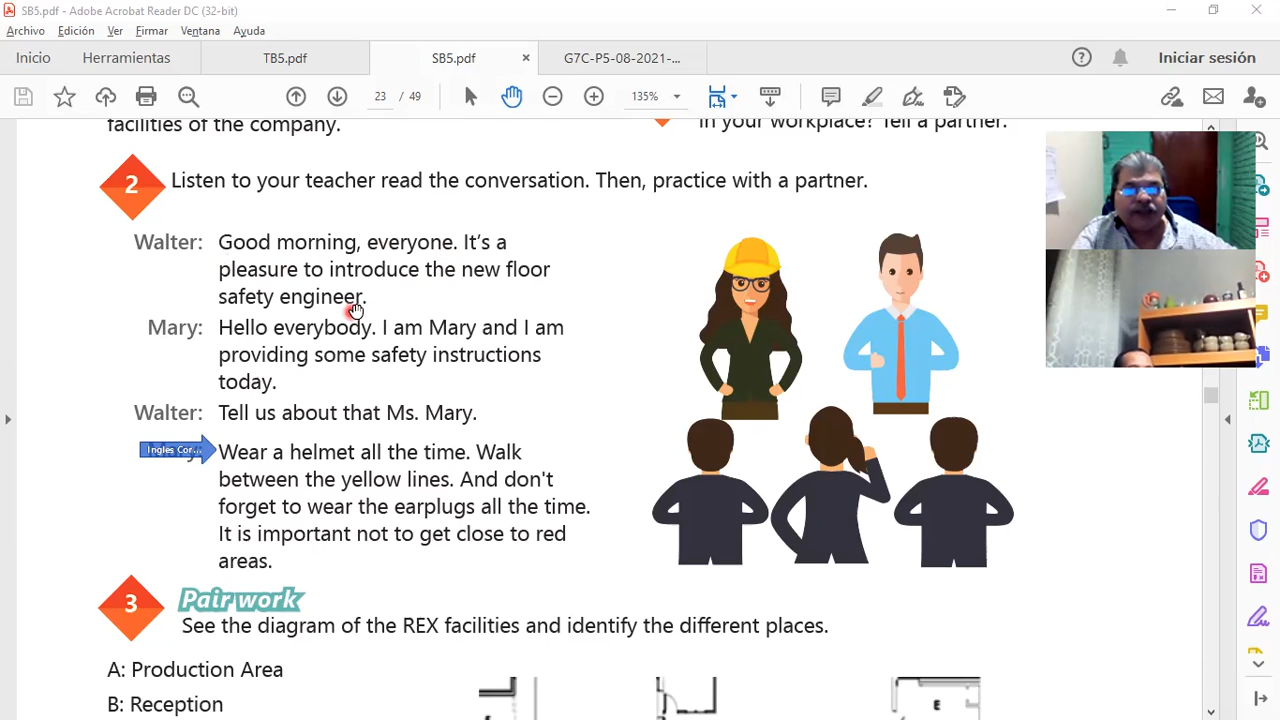 SB5.pdf - Adobe Acrobat Reader DC (32-bit)
Archivo Edición Ver Firmar Ventana Ayuda
Inicio Herramientas TB5.pdf SB5.pdf × G7C-P5-08-2021-... Iniciar sesión
23 / 49 135%
facilities of the company.
in your workplace? Tell a partner.
2 Listen to your teacher read the conversation. Then, practice with a partner.
Walter: Good morning, everyone. It's a
pleasure to introduce the new floor
safety engineer.
Mary: Hello everybody. I am Mary and I am
providing some safety instructions
today.
Walter: Tell us about that Ms. Mary.
Ingles Cor... Wear a helmet all the time. Walk
between the yellow lines. And don't
forget to wear the earplugs all the time.
It is important not to get close to red
areas.
3 Pair work
See the diagram of the REX facilities and identify the different places.
A: Production Area
B: Reception
E